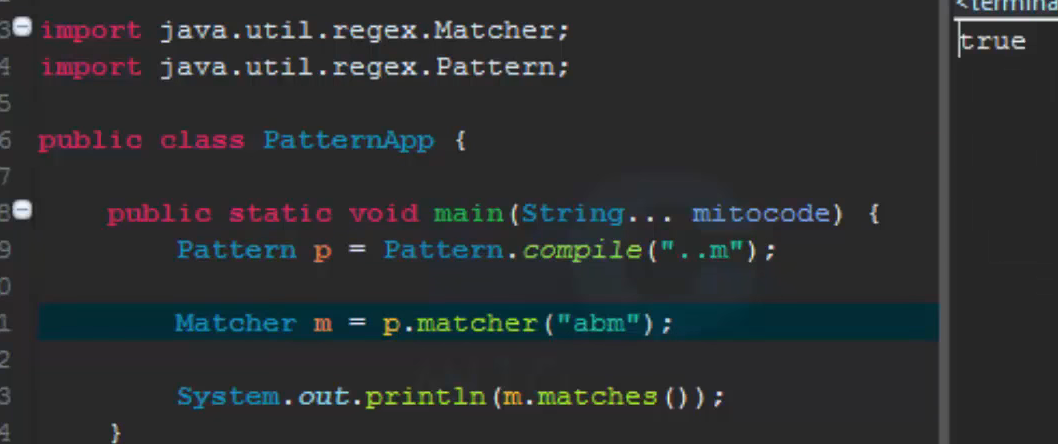 <termina
3 import java.util.regex.Matcher;
true
4 import java.util.regex.Pattern;
5
6 public class PatternApp {
7
8 public static void main(String... mitocode) {
9 Pattern p = Pattern.compile("..m");
0
1 Matcher m = p.matcher("abm");
2
3 System.out.println(m.matches());
4 }